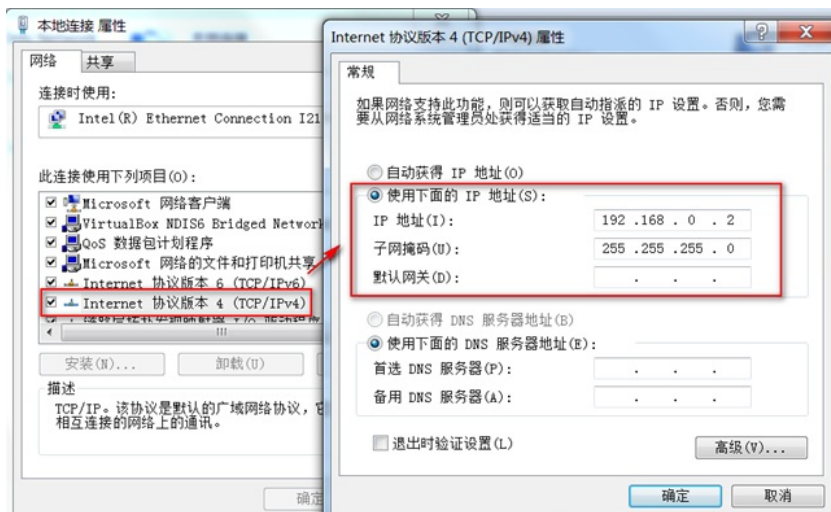 本地连接 属性
网络
共享
连接时使用:
Intel(R) Ethernet Connection I21
此连接使用下列项目(O):
Microsoft 网络客户端
VirtualBox NDIS6 Bridged Network
QoS 数据包计划程序
Microsoft 网络的文件和打印机共享
Internet 协议版本 6 (TCP/IPv6)
Internet 协议版本 4 (TCP/IPv4)
安装(N)...
卸载(U)
描述
TCP/IP。该协议是默认的广域网络协议，它
相互连接的网络上的通讯。
确定
Internet 协议版本 4 (TCP/IPv4) 属性
常规
如果网络支持此功能，则可以获取自动指派的 IP 设置。否则，您需
要从网络系统管理员处获得适当的 IP 设置。
自动获得 IP 地址(O)
使用下面的 IP 地址(S):
IP 地址(I): 192 .168 . 0 . 2
子网掩码(U): 255 .255 .255 . 0
默认网关(D): . . .
自动获得 DNS 服务器地址(B)
使用下面的 DNS 服务器地址(E):
首选 DNS 服务器(P): . . .
备用 DNS 服务器(A): . . .
退出时验证设置(L)
高级(V)...
确定
取消